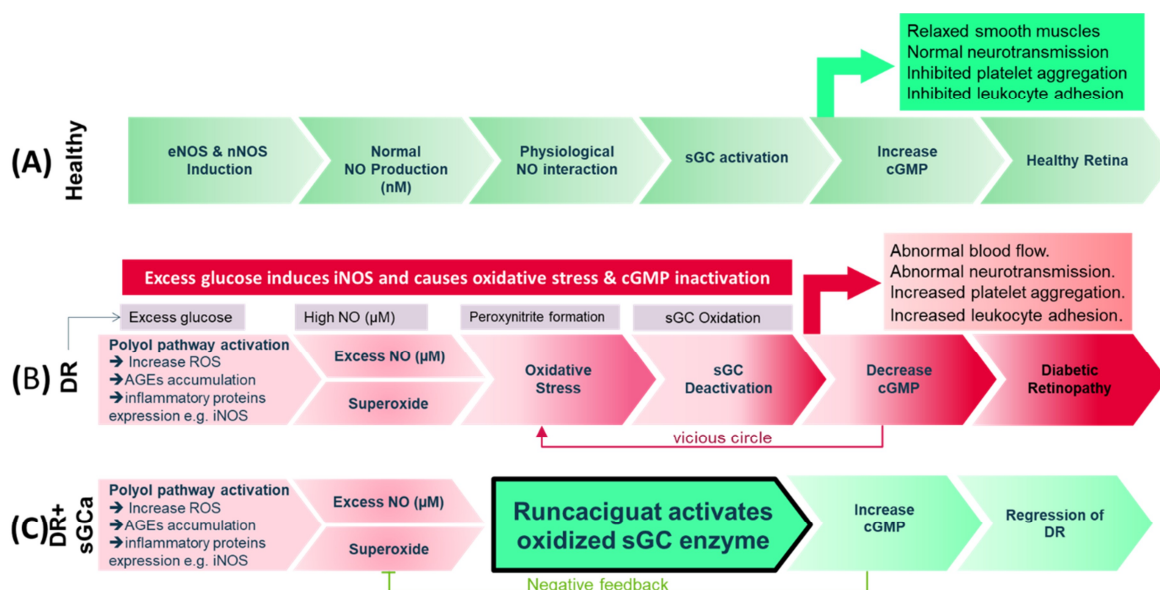 Relaxed smooth muscles
Normal neurotransmission
Inhibited platelet aggregation
Inhibited leukocyte adhesion
(A)
Healthy
eNOS & nNOS
Induction
Normal
NO Production
(nM)
Physiological
NO interaction
sGC activation
Increase
cGMP
Healthy Retina
Excess glucose induces iNOS and causes oxidative stress & cGMP inactivation
Abnormal blood flow.
Abnormal neurotransmission.
Increased platelet aggregation.
Increased leukocyte adhesion.
Excess glucose
High NO (µM)
Peroxynitrite formation
sGC Oxidation
(B)
DR
Polyol pathway activation
➔ Increase ROS
➔AGEs accumulation
➔inflammatory proteins
expression e.g. iNOS
Excess NO (µM)
Superoxide
Oxidative
Stress
sGC
Deactivation
Decrease
cGMP
Diabetic
Retinopathy
vicious circle
(C)
DR+
sGCa
Polyol pathway activation
➔ Increase ROS
➔AGEs accumulation
➔inflammatory proteins
expression e.g. iNOS
Excess NO (µM)
Superoxide
Runcaciguat activates
oxidized sGC enzyme
Increase
cGMP
Regression of
DR
Negative feedback